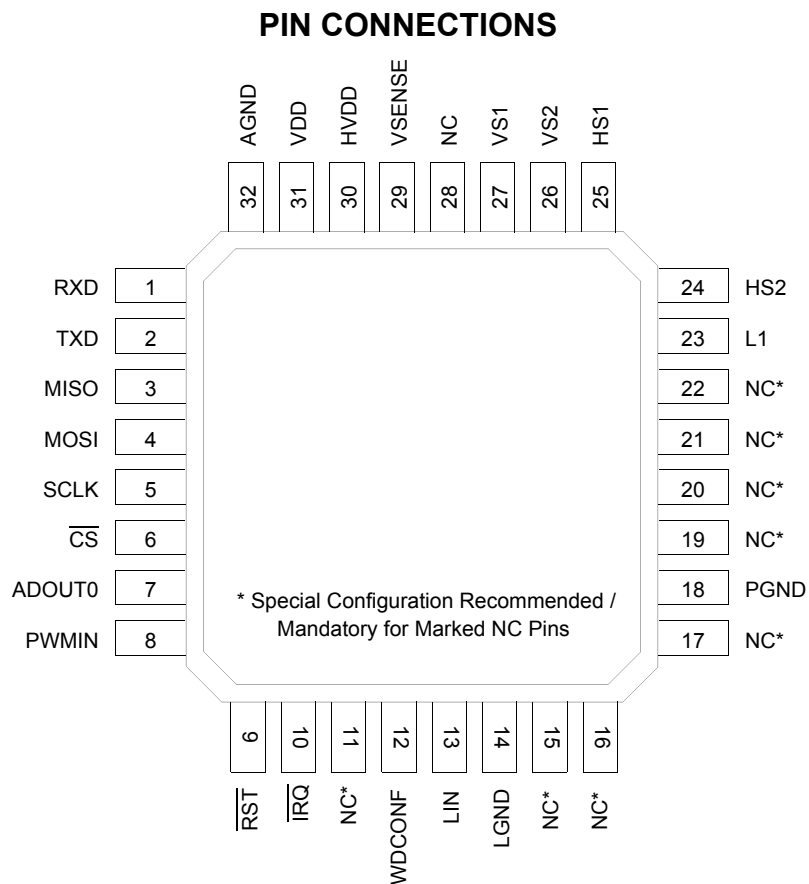 PIN CONNECTIONS
AGND
VDD
HVDD
VSENSE
NC
VS1
VS2
HS1
32
31
30
29
28
27
26
25
RXD 1
TXD 2
MISO 3
MOSI 4
SCLK 5
CS 6
ADOUT0 7
PWMIN 8
24 HS2
23 L1
22 NC*
21 NC*
20 NC*
19 NC*
18 PGND
17 NC*
* Special Configuration Recommended /
Mandatory for Marked NC Pins
9
10
11
12
13
14
15
16
RST
IRQ
NC*
WDCONF
LIN
LGND
NC*
NC*